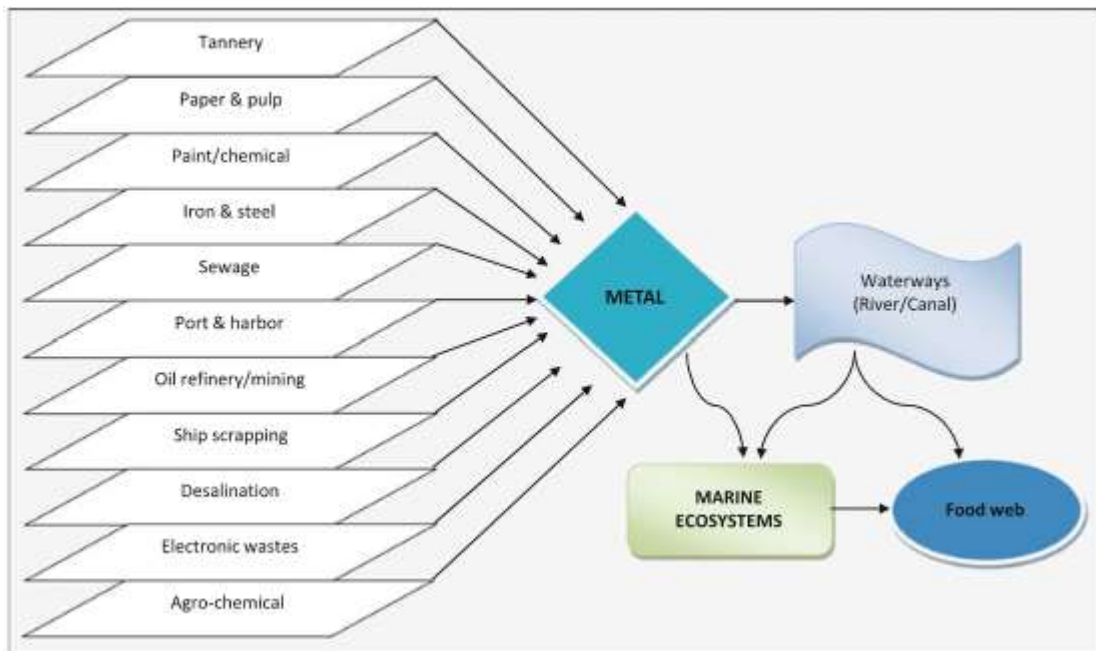 Tannery
Paper & pulp
Paint/chemical
Iron & steel
Sewage
Port & harbor
Oil refinery/mining
Ship scrapping
Desalination
Electronic wastes
Agro-chemical
METAL
Waterways
(River/Canal)
MARINE
ECOSYSTEMS
Food web